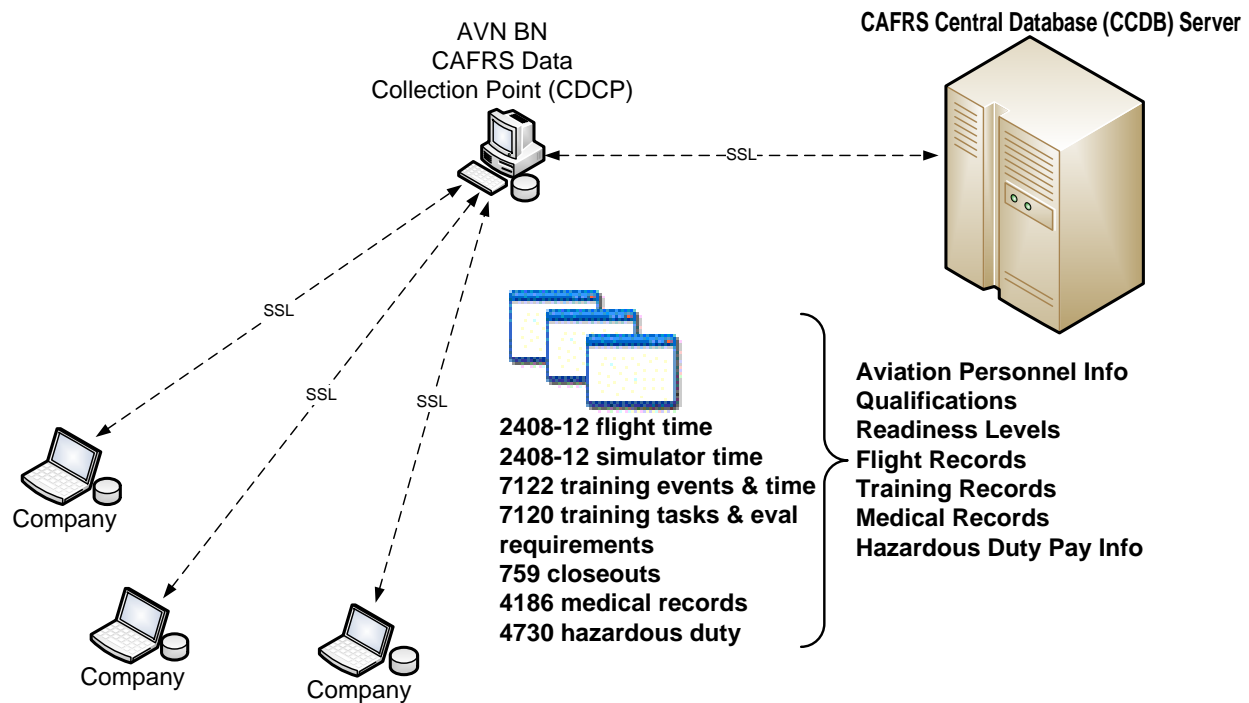 CAFRS Central Database (CCDB) Server
AVN BN
CAFRS Data
Collection Point (CDCP)
SSL
SSL
SSL
SSL
2408-12 flight time
2408-12 simulator time
7122 training events & time
7120 training tasks & eval
requirements
759 closeouts
4186 medical records
4730 hazardous duty
Aviation Personnel Info
Qualifications
Readiness Levels
Flight Records
Training Records
Medical Records
Hazardous Duty Pay Info
Company
Company
Company